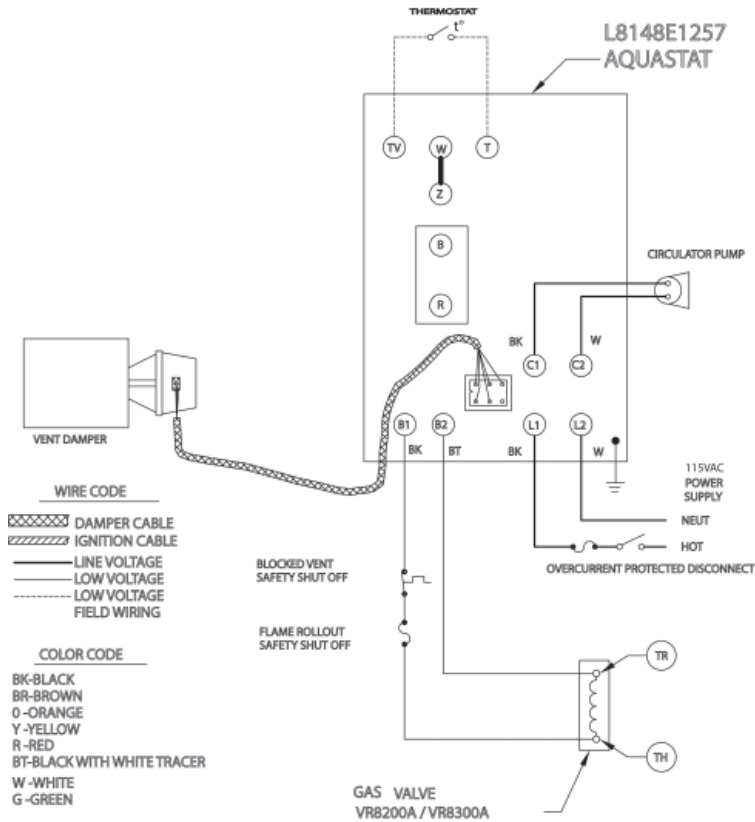 THERMOSTAT
t°
L8148E1257
AQUASTAT
TV
W
T
Z
B
R
CIRCULATOR PUMP
BK
W
C1
C2
VENT DAMPER
B1
B2
L1
L2
BK
BT
BK
W
115VAC
POWER
SUPPLY
NEUT
HOT
OVERCURRENT PROTECTED DISCONNECT
WIRE CODE
DAMPER CABLE
IGNITION CABLE
LINE VOLTAGE
LOW VOLTAGE
LOW VOLTAGE
FIELD WIRING
BLOCKED VENT
SAFETY SHUT OFF
FLAME ROLLOUT
SAFETY SHUT OFF
COLOR CODE
BK-BLACK
BR-BROWN
0 -ORANGE
Y -YELLOW
R -RED
BT-BLACK WITH WHITE TRACER
W -WHITE
G -GREEN
TR
TH
GAS VALVE
VR8200A / VR8300A